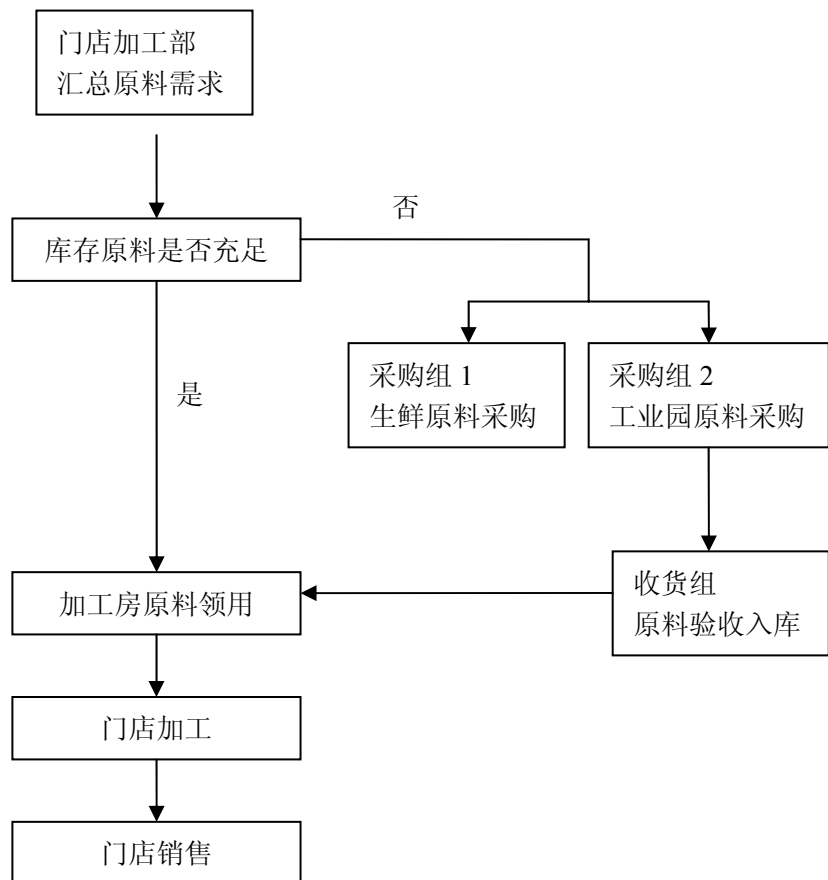 门店加工部
汇总原料需求
否
库存原料是否充足
采购组 1
生鲜原料采购
采购组 2
工业园原料采购
是
加工房原料领用
收货组
原料验收入库
门店加工
门店销售